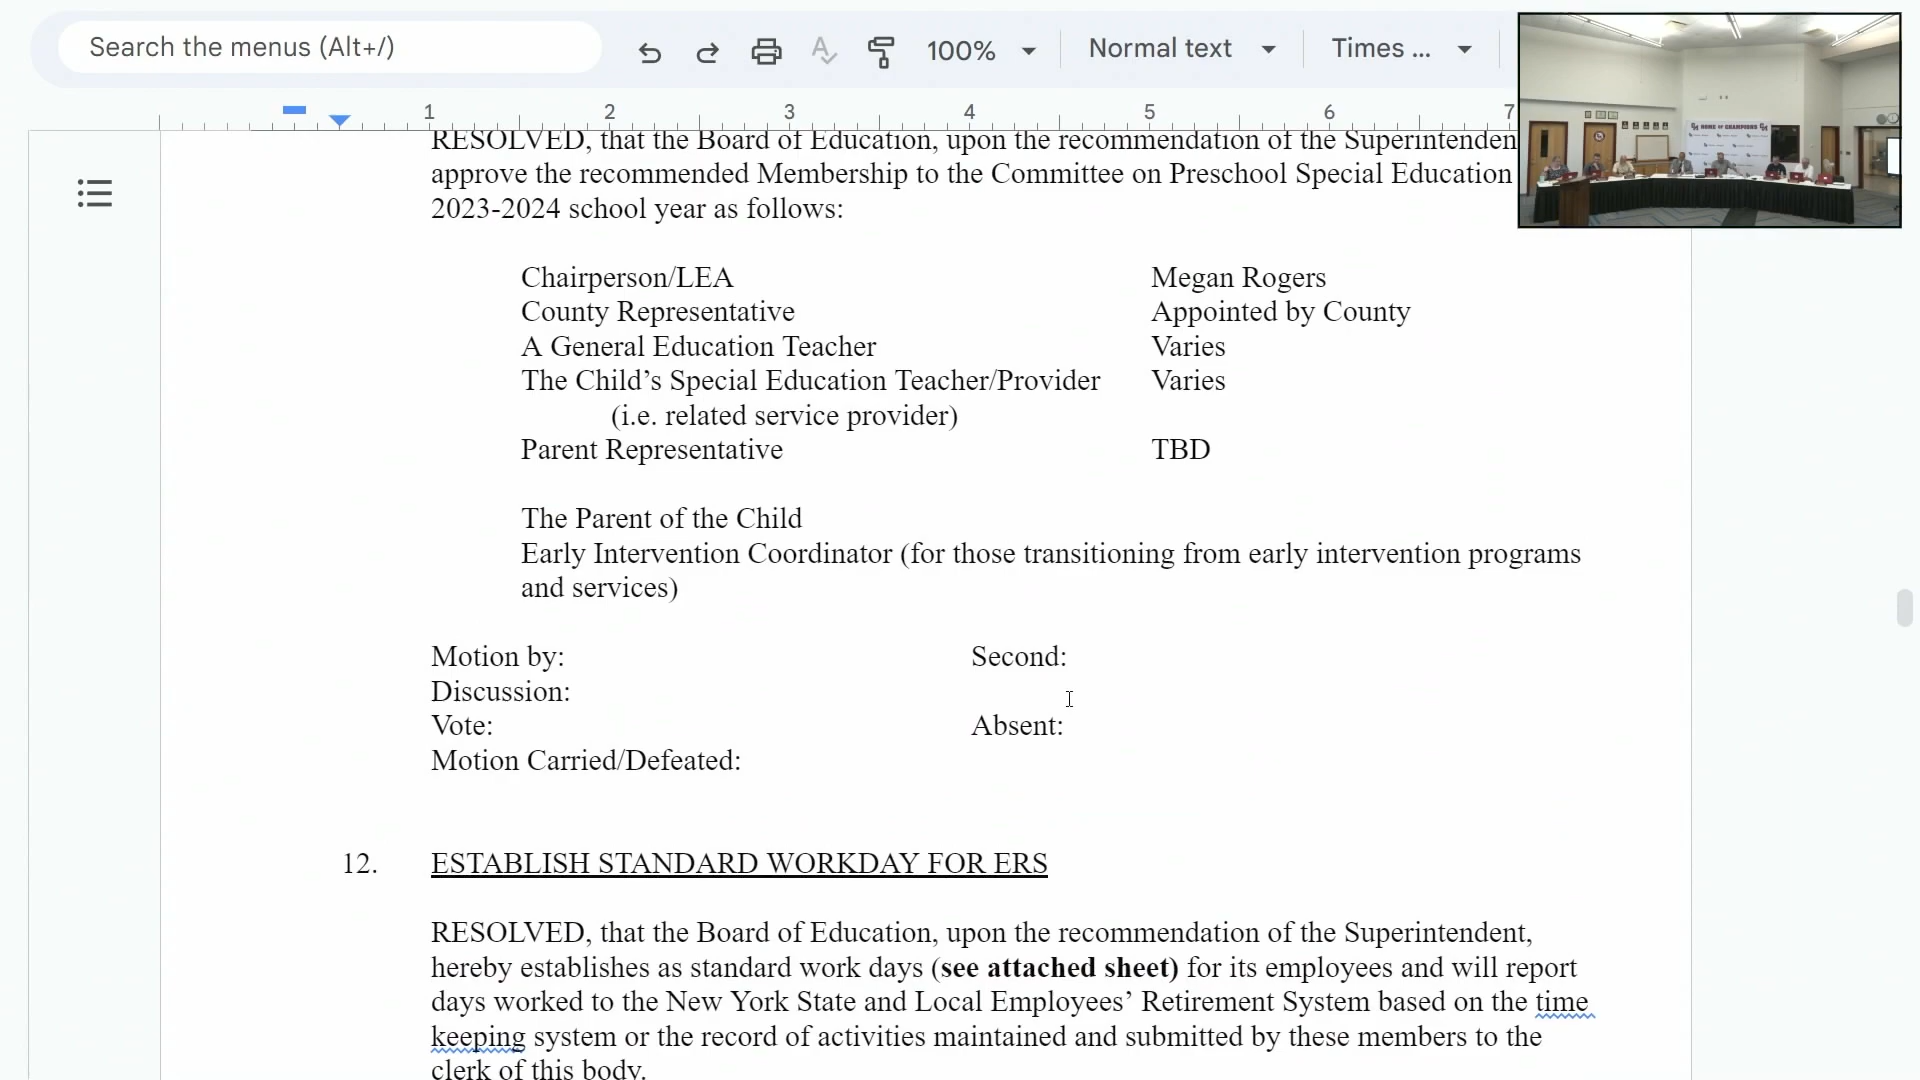 Search the menus (Alt+/)
100%
Normal text
Times ...
1 2 3 4 5 6 7
RESOLVED, that the Board of Education, upon the recommendation of the Superintenden
approve the recommended Membership to the Committee on Preschool Special Education
2023-2024 school year as follows:
Chairperson/LEA Megan Rogers
County Representative Appointed by County
A General Education Teacher Varies
The Child’s Special Education Teacher/Provider Varies
(i.e. related service provider)
Parent Representative TBD
The Parent of the Child
Early Intervention Coordinator (for those transitioning from early intervention programs
and services)
Motion by: Second:
Discussion:
Vote: Absent:
Motion Carried/Defeated:
12. ESTABLISH STANDARD WORKDAY FOR ERS
RESOLVED, that the Board of Education, upon the recommendation of the Superintendent,
hereby establishes as standard work days (see attached sheet) for its employees and will report
days worked to the New York State and Local Employees’ Retirement System based on the time
keeping system or the record of activities maintained and submitted by these members to the
clerk of this body.
HOME OF CHAMPIONS